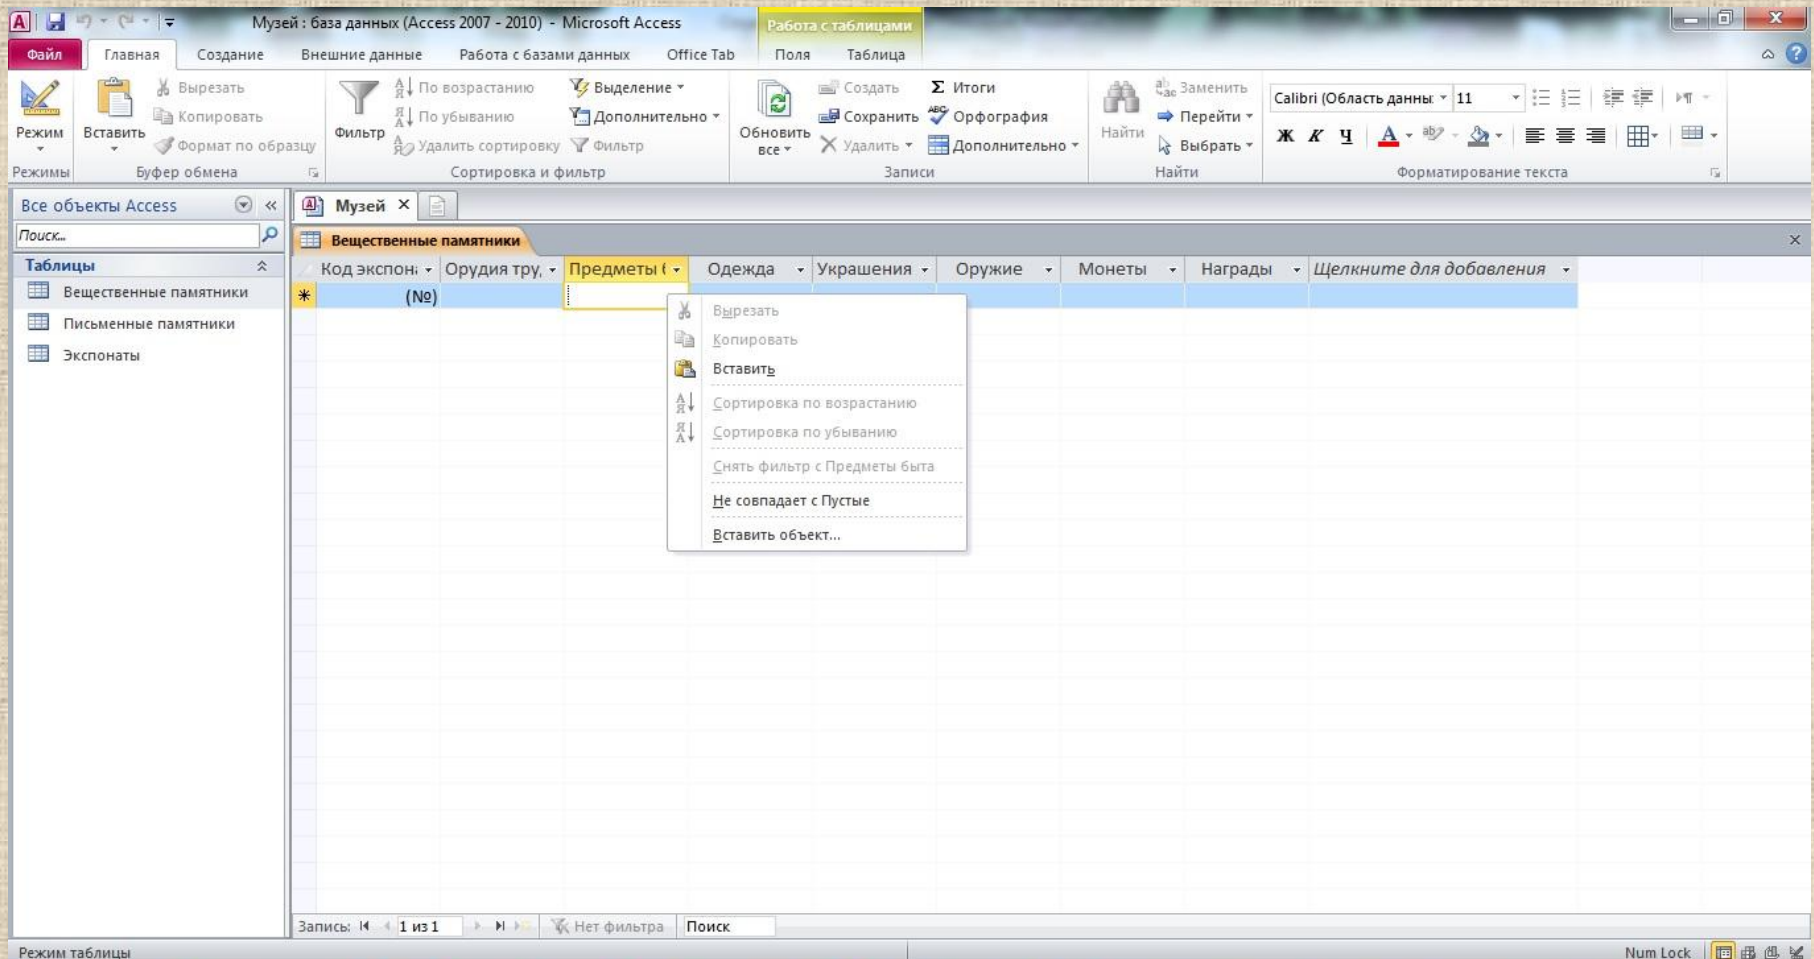 Музей : база данных (Access 2007 - 2010) - Microsoft Access
Работа с таблицами
Файл Главная Создание Внешние данные Работа с базами данных Office Tab Поля Таблица
Режим
Режимы
Вставить
Вырезать
Копировать
Формат по образцу
Буфер обмена
Фильтр
По возрастанию
По убыванию
Удалить сортировку
Выделение
Дополнительно
Фильтр
Сортировка и фильтр
Обновить
все
Создать
Сохранить
Удалить
Σ Итоги
Орфография
Дополнительно
Записи
Найти
Заменить
Перейти
Выбрать
Найти
Calibri (Область данны: 11
Ж К Ч А
Форматирование текста
Все объекты Access «
Поиск...
Таблицы
Вещественные памятники
Письменные памятники
Экспонаты
Музей
Вещественные памятники
Код экспон: Орудия тру, Предметы б Одежда Украшения Оружие Монеты Награды Щелкните для добавления
(№)
Вырезать
Копировать
Вставить
Сортировка по возрастанию
Сортировка по убыванию
Снять фильтр с Предметы быта
Не совпадает с Пустые
Вставить объект...
Запись: 1 из 1 Нет фильтра Поиск
Режим таблицы Num Lock